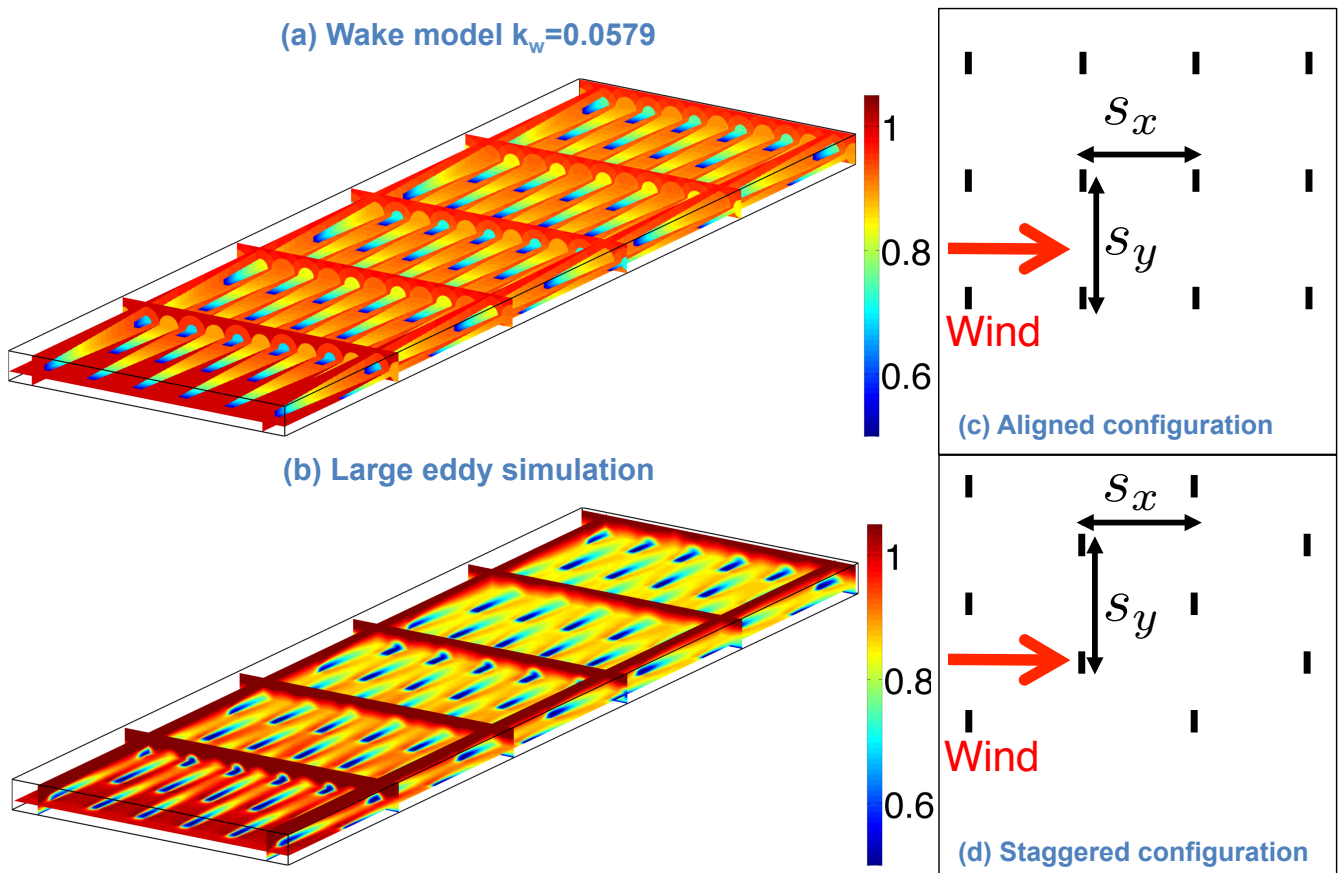 (a) Wake model k_w=0.0579
1
0.8
0.6
(b) Large eddy simulation
1
0.8
0.6
s_x
s_y
Wind
(c) Aligned configuration
s_x
s_y
Wind
(d) Staggered configuration